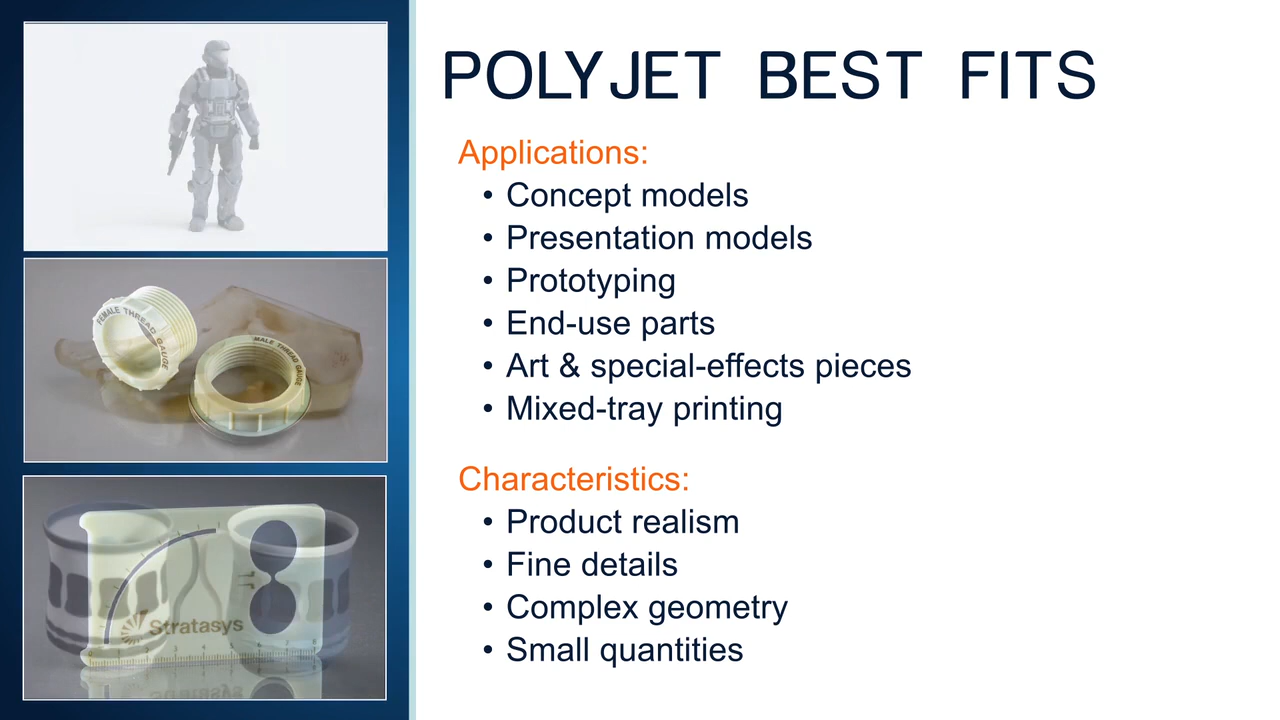 POLYJET BEST FITS
Applications:
• Concept models
• Presentation models
• Prototyping
• End-use parts
• Art & special-effects pieces
• Mixed-tray printing
Characteristics:
• Product realism
• Fine details
• Complex geometry
• Small quantities
FEMALE THREAD GAUGE
MALE THREAD GAUGE
Stratasys